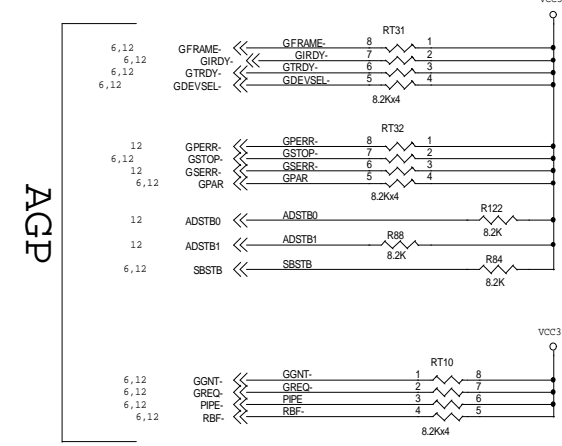 VCC3
RT31
6,12 GFRAME- GFRAME- 8 1
6,12 GIRDY- GIRDY- 7 2
6,12 GTRDY- GTRDY- 6 3
6,12 GDEVSEL- GDEVSEL- 5 4
8.2Kx4
RT32
12 GPERR- GPERR- 8 1
6,12 GSTOP- GSTOP- 7 2
12 GSERR- GSERR- 6 3
6,12 GPAR GPAR 5 4
8.2Kx4
AGP
R122
12 ADSTB0 ADSTB0
8.2K
R88
12 ADSTB1 ADSTB1
8.2K
R84
6,12 SBSTB SBSTB
8.2K
VCC3
RT10
6,12 GGNT- GGNT- 1 8
6,12 GREQ- GREQ- 2 7
6,12 PIPE- PIPE 3 6
6,12 RBF- RBF- 4 5
8.2Kx4